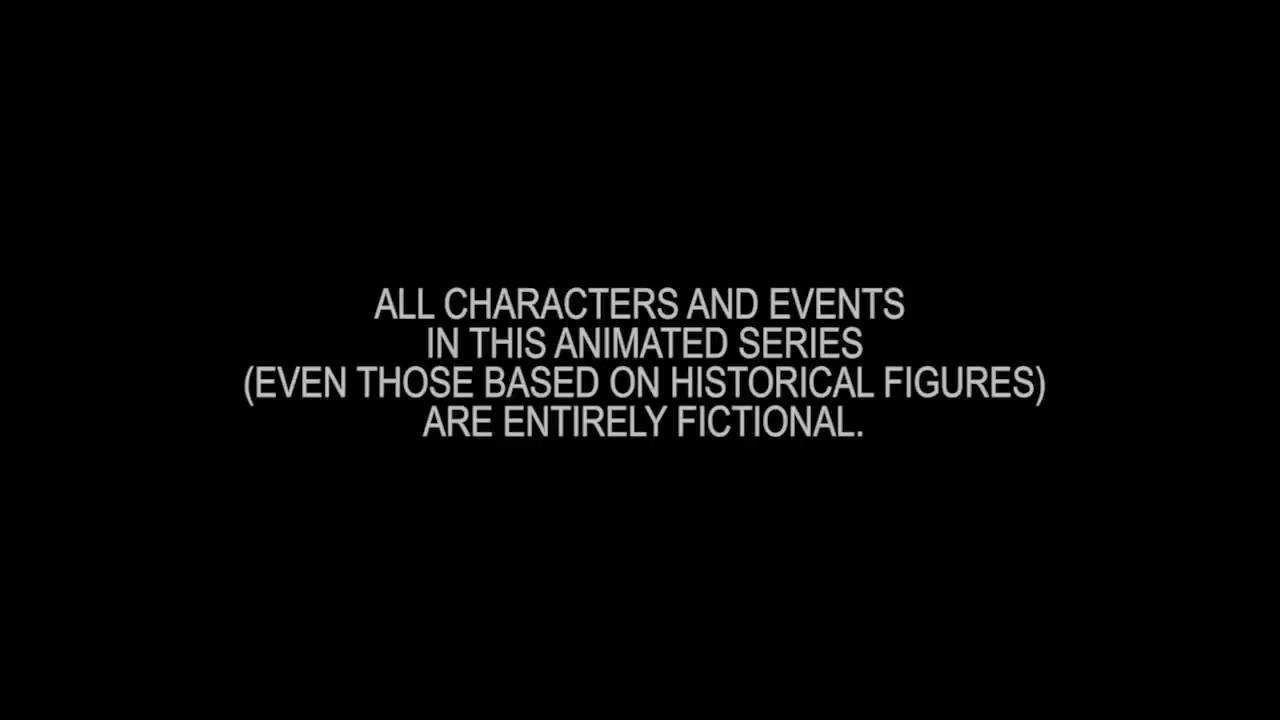 ALL CHARACTERS AND EVENTS
IN THIS ANIMATED SERIES
(EVEN THOSE BASED ON HISTORICAL FIGURES)
ARE ENTIRELY FICTIONAL.